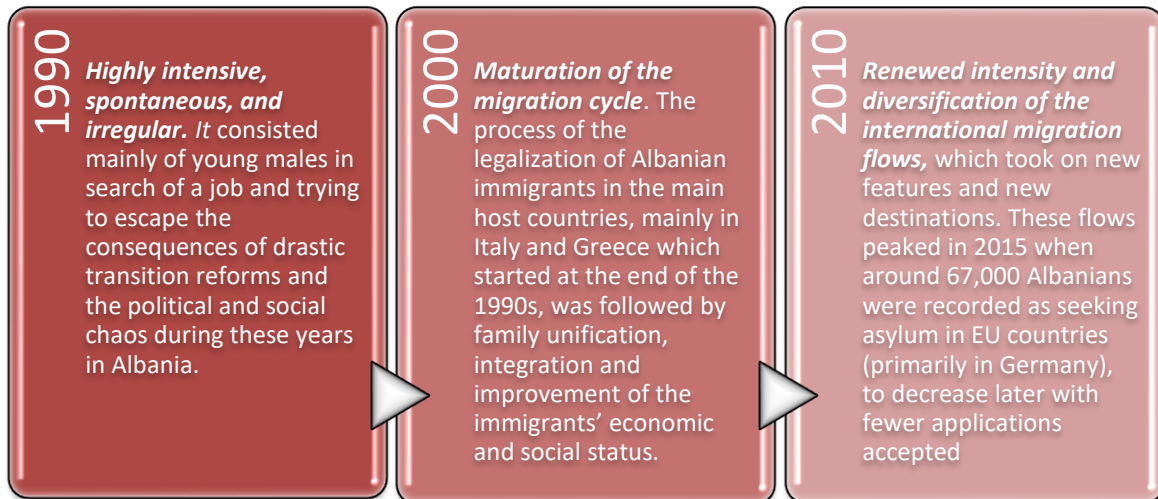 1990
Highly intensive,
spontaneous, and
irregular. It consisted
mainly of young males in
search of a job and trying
to escape the
consequences of drastic
transition reforms and
the political and social
chaos during these years
in Albania.
2000
Maturation of the
migration cycle. The
process of the
legalization of Albanian
immigrants in the main
host countries, mainly in
Italy and Greece which
started at the end of the
1990s, was followed by
family unification,
integration and
improvement of the
immigrants’ economic
and social status.
2010
Renewed intensity and
diversification of the
international migration
flows, which took on new
features and new
destinations. These flows
peaked in 2015 when
around 67,000 Albanians
were recorded as seeking
asylum in EU countries
(primarily in Germany),
to decrease later with
fewer applications
accepted